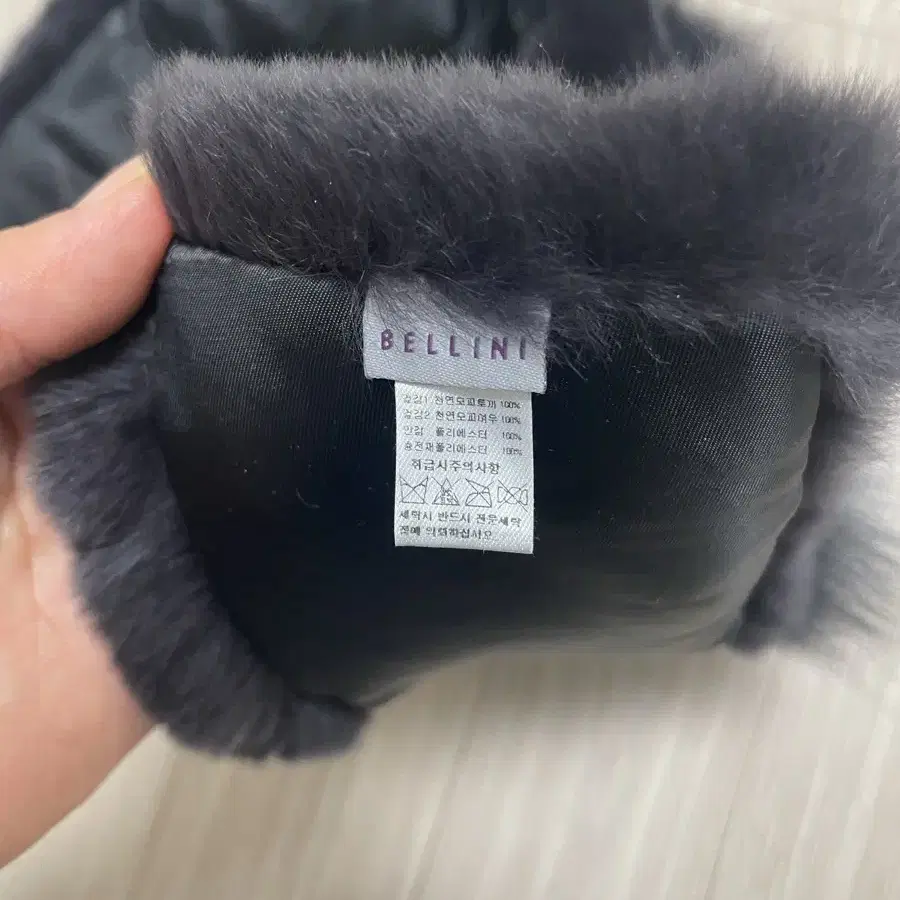 BELLINI
겉감1 천연모피토끼 100%
겉감2 천연모피여우 100%
안감 폴리에스터 100%
충전재폴리에스터 100%
취급시주의사항
세탁시 반드시 전문세탁
점에 의뢰하십시오